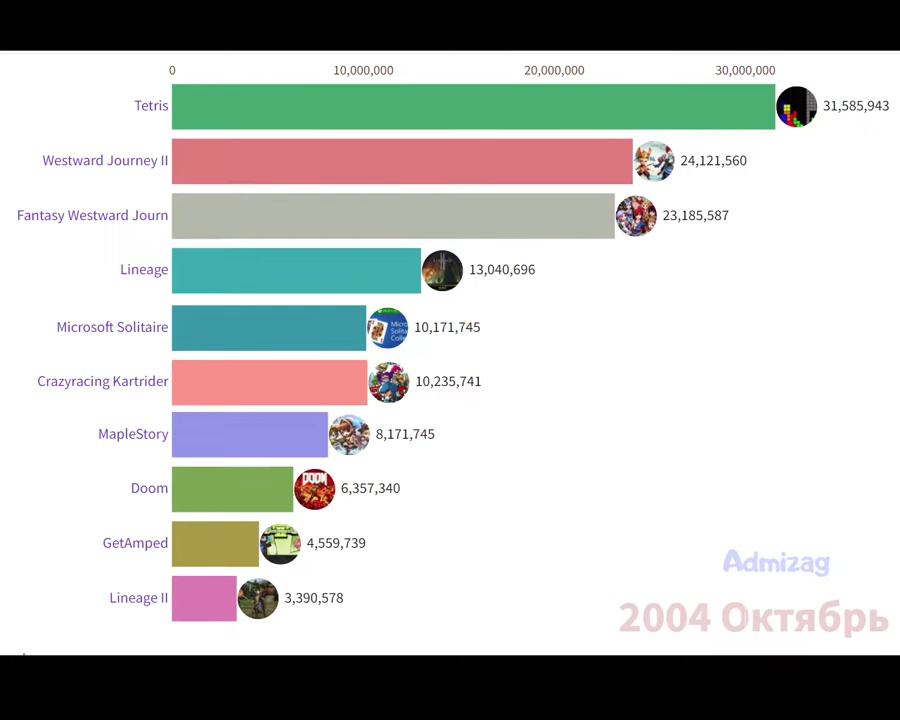 0 10,000,000 20,000,000 30,000,000
Tetris 31,585,943
Westward Journey II 24,121,560
Fantasy Westward Journ 23,185,587
Lineage 13,040,696
Microsoft Solitaire 10,171,745
Crazyracing Kartrider 10,235,741
MapleStory 8,171,745
Doom 6,357,340
GetAmped 4,559,739
Lineage II 3,390,578
Admizag
2004 Октябрь